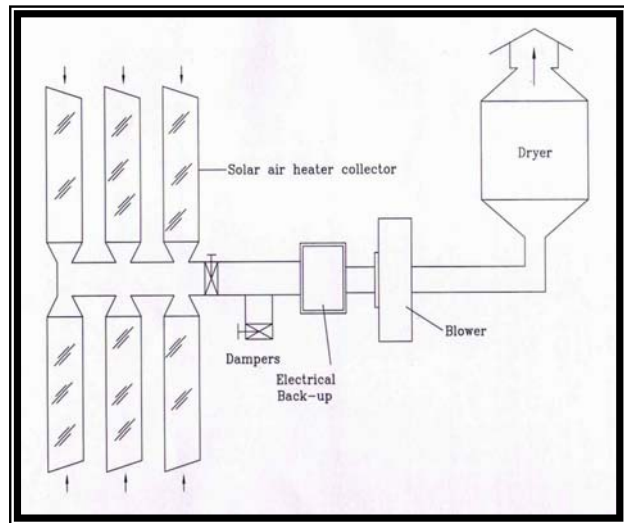 Dryer
Solar air heater collector
Blower
Dampers
Electrical
Back-up